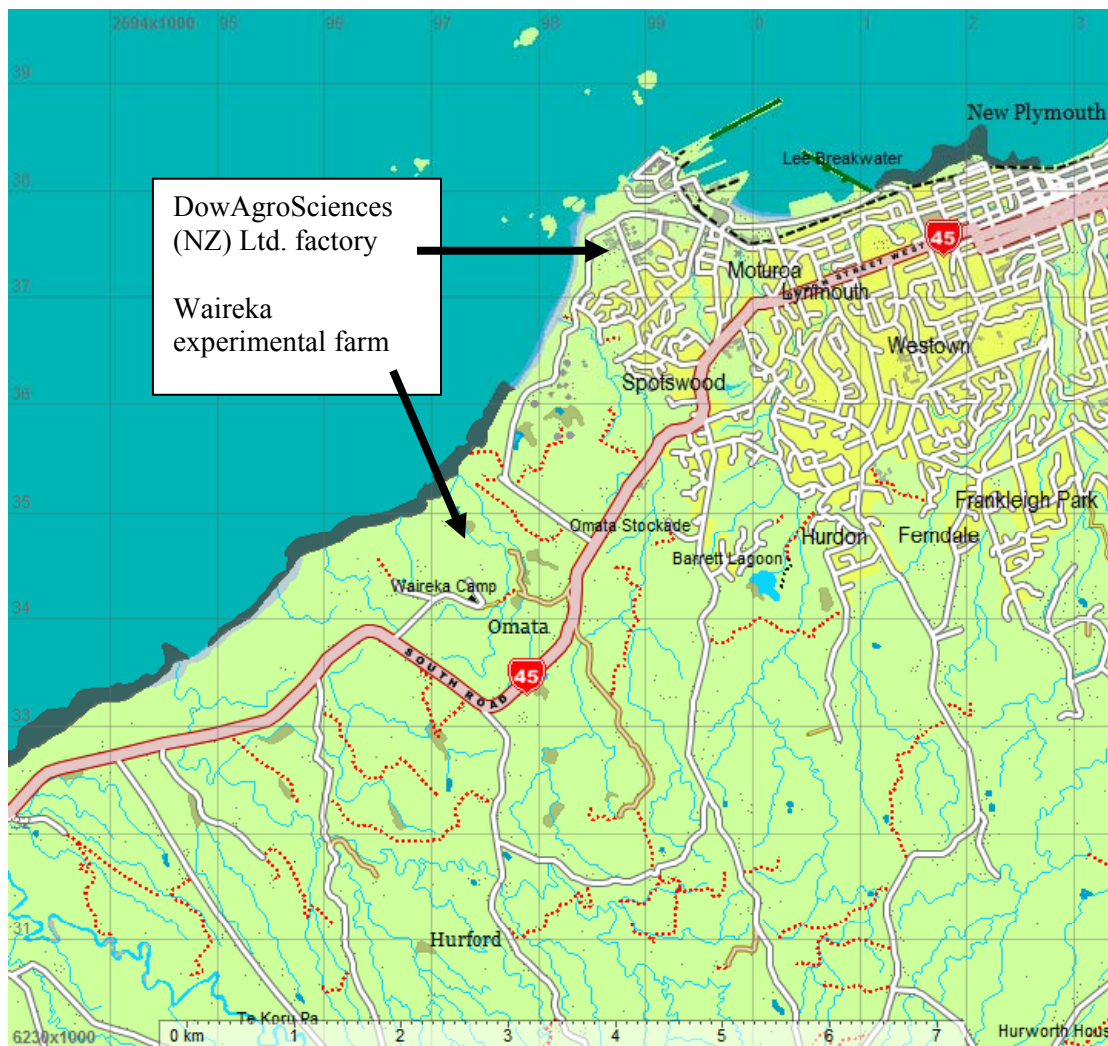 2594x1000 95 96 97 98 99 0 1 2 3
39
New Plymouth
Lee Breakwater
38
DowAgroSciences
(NZ) Ltd. factory
Waireka
experimental farm
45
STREET WEST
37
Moturoa
Lynmouth
Westown
36
Spotswood
35
Omata Stockade
Frankleigh Park
Hurdon
Ferndale
Barrett Lagoon
Waireka Camp
34
Omata
SOUTH ROAD
45
33
32
31
Hurford
Te Koru Pa
6230x1000
0 km 1 2 3 4 5 6 7
Hurworth Hous